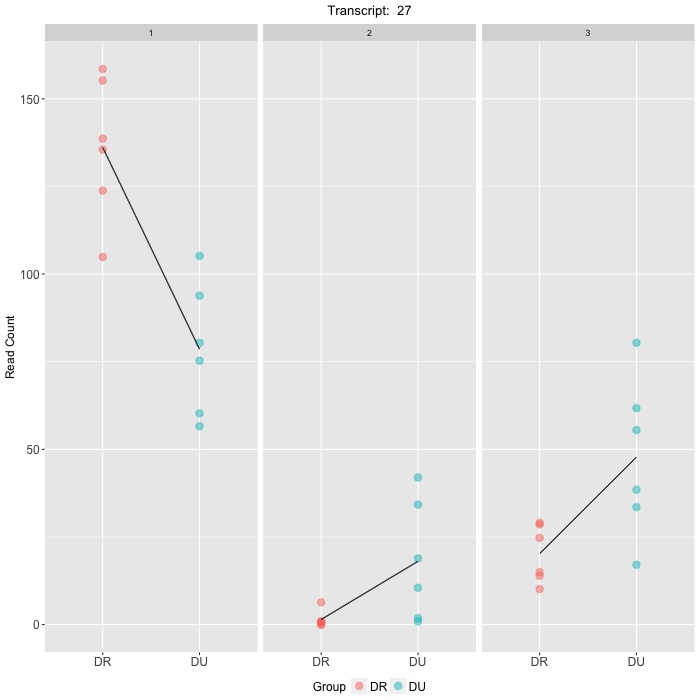 Transcript: 27
1 2 3
150
100
50
0
Read Count
DR DU DR DU DR DU
Group DR DU